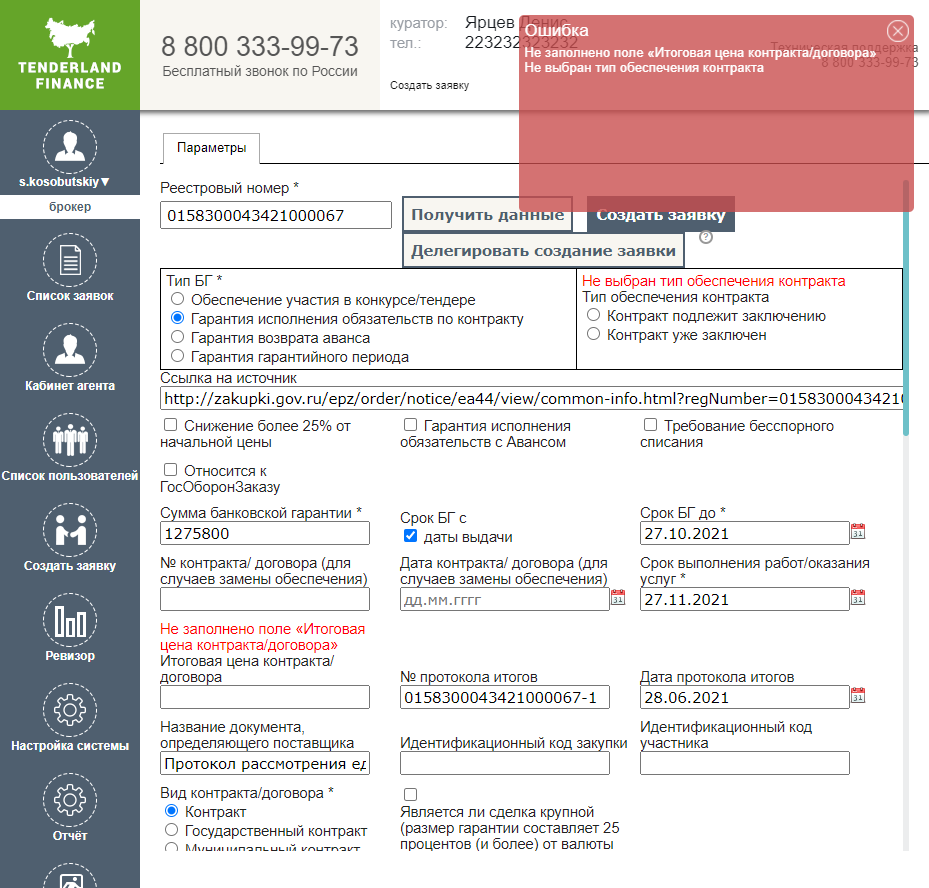 TENDERLAND
FINANCE
8 800 333-99-73
Бесплатный звонок по России
куратор: Ярцев Денис
тел.: 223232323232
Создать заявку
Техническая поддержка
8 800 333-99-73
Ошибка
Не заполнено поле «Итоговая цена контракта/договора»
Не выбран тип обеспечения контракта
s.kosobutskiy▼
брокер
Список заявок
Кабинет агента
Список пользователей
Создать заявку
Ревизор
Настройка системы
Отчёт
Параметры
Реестровый номер *
0158300043421000067
Получить данные
Создать заявку
Делегировать создание заявки
?
Тип БГ *
Обеспечение участия в конкурсе/тендере
Гарантия исполнения обязательств по контракту
Гарантия возврата аванса
Гарантия гарантийного периода
Не выбран тип обеспечения контракта
Тип обеспечения контракта
Контракт подлежит заключению
Контракт уже заключен
Ссылка на источник
http://zakupki.gov.ru/epz/order/notice/ea44/view/common-info.html?regNumber=01583000434210
Снижение более 25% от
начальной цены
Гарантия исполнения
обязательств с Авансом
Требование бесспорного
списания
Относится к
ГосОборонЗаказу
Сумма банковской гарантии *
1275800
Срок БГ с
даты выдачи
Срок БГ до *
27.10.2021
31
№ контракта/ договора (для
случаев замены обеспечения)
Дата контракта/ договора (для
случаев замены обеспечения)
дд.мм.гггг
31
Срок выполнения работ/оказания
услуг *
27.11.2021
31
Не заполнено поле «Итоговая
цена контракта/договора»
Итоговая цена контракта/
договора
№ протокола итогов
0158300043421000067-1
Дата протокола итогов
28.06.2021
31
Название документа,
определяющего поставщика
Протокол рассмотрения ед
Идентификационный код закупки
Идентификационный код
участника
Вид контракта/договора *
Контракт
Государственный контракт
Муниципальный контракт
Является ли сделка крупной
(размер гарантии составляет 25
процентов (и более) от валюты